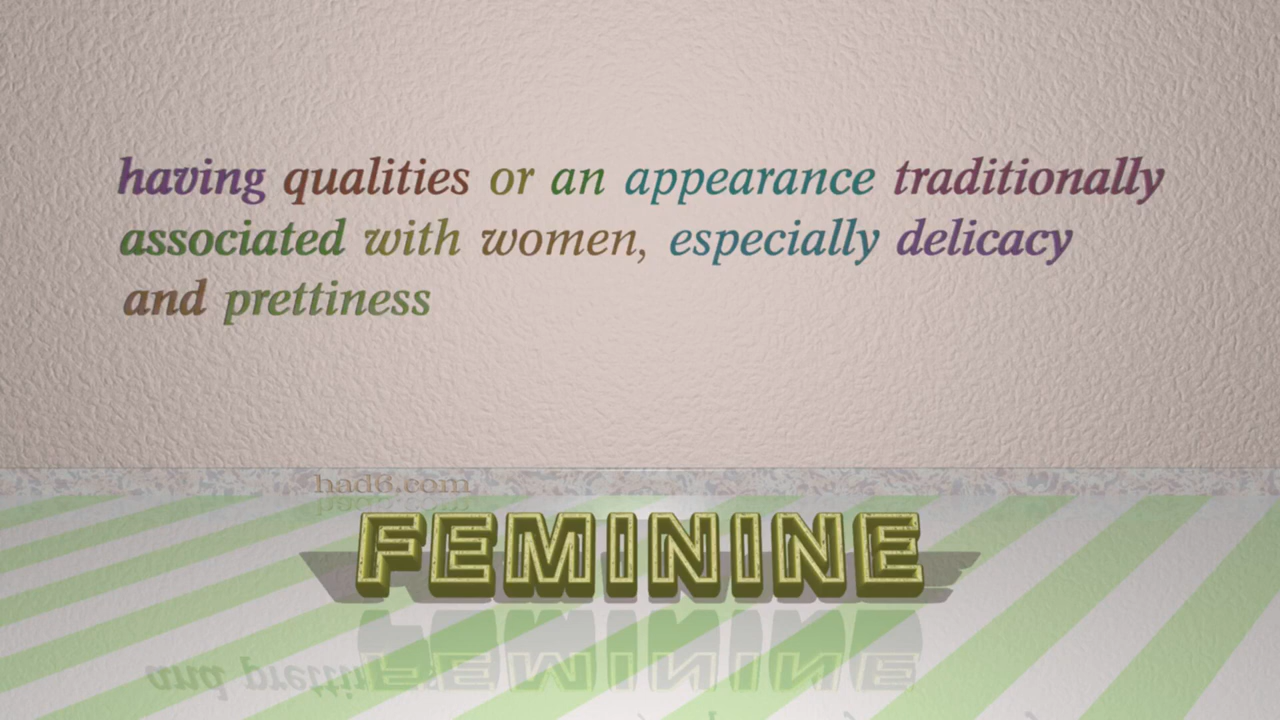 having qualities or an appearance traditionally
associated with women, especially delicacy
and prettiness
had6.com
FEMININE